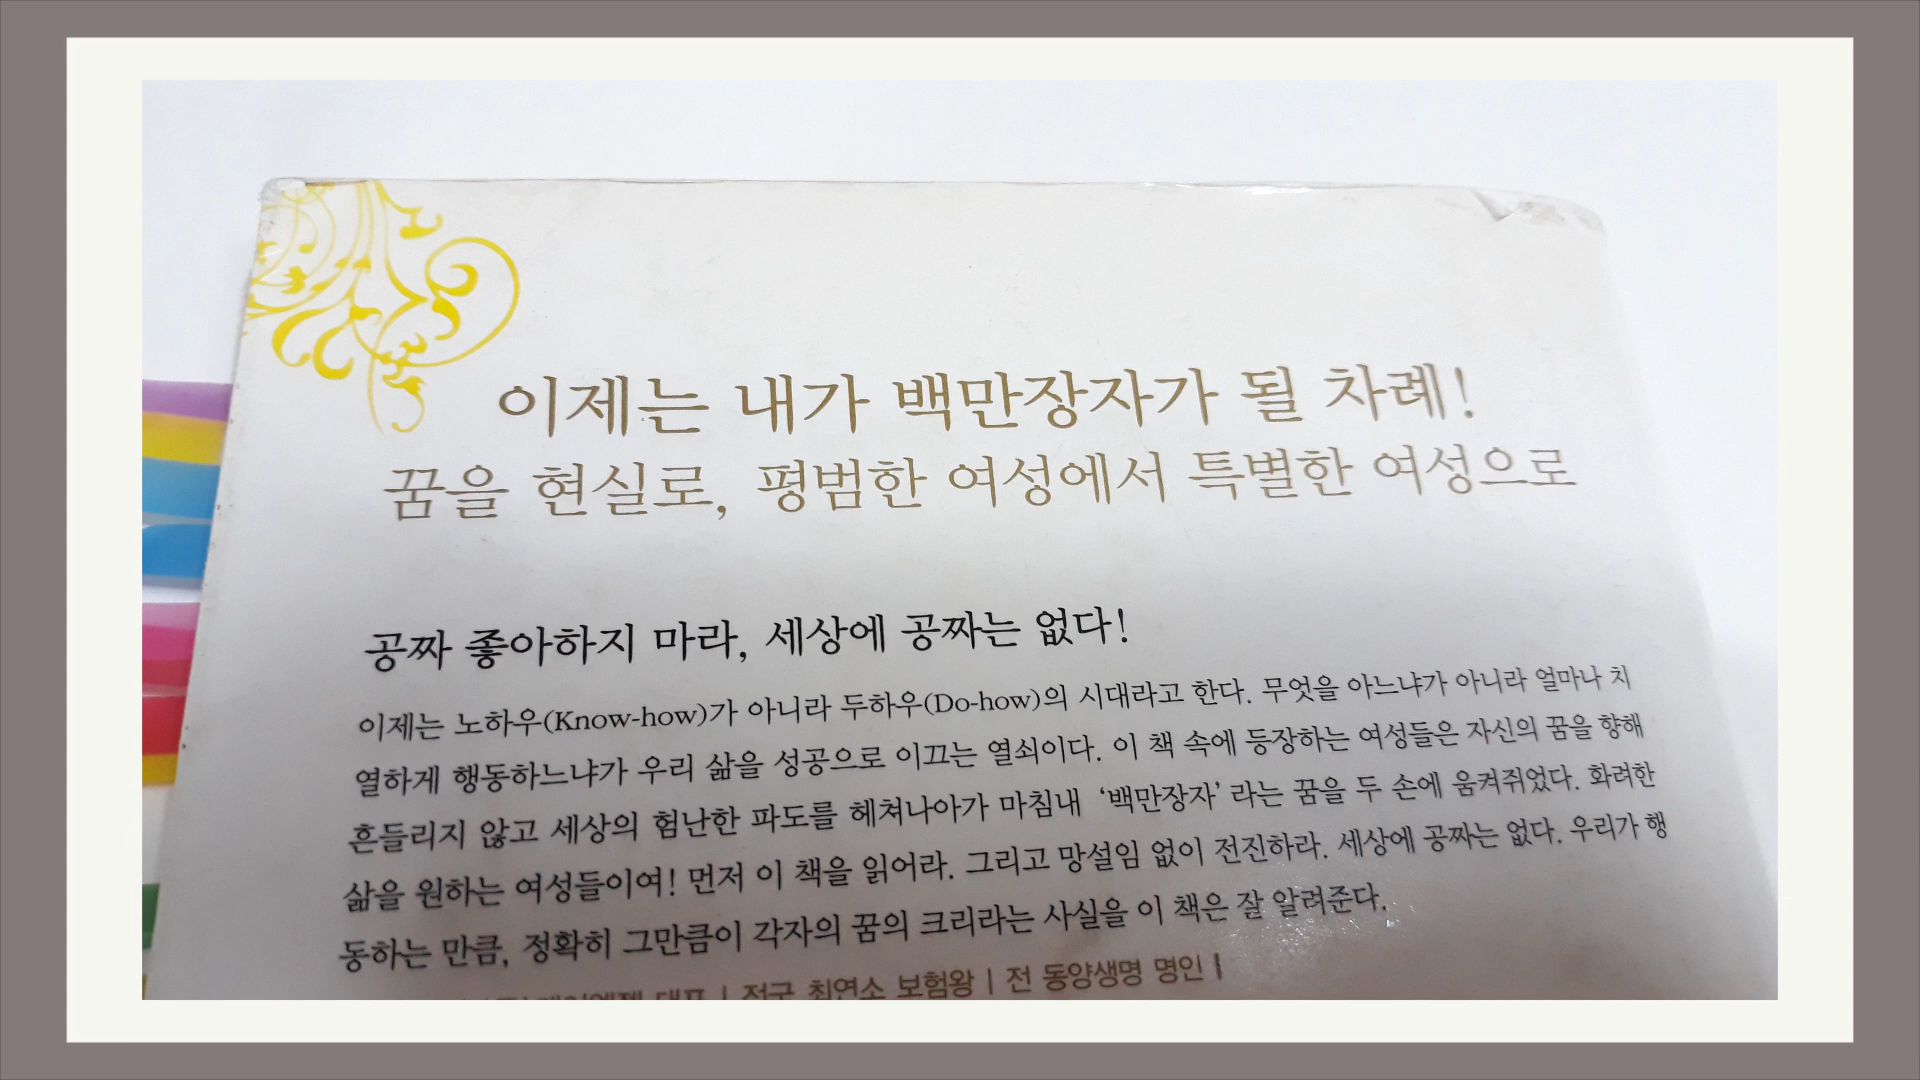 이제는 내가 백만장자가 될 차례!
꿈을 현실로, 평범한 여성에서 특별한 여성으로
공짜 좋아하지 마라, 세상에 공짜는 없다!
이제는 노하우(Know-how)가 아니라 두하우(Do-how)의 시대라고 한다. 무엇을 아느냐가 아니라 얼마나 치
열하게 행동하느냐가 우리 삶을 성공으로 이끄는 열쇠이다. 이 책 속에 등장하는 여성들은 자신의 꿈을 향해
흔들리지 않고 세상의 험난한 파도를 헤쳐나아가 마침내 ‘백만장자’라는 꿈을 두 손에 움켜쥐었다. 화려한
삶을 원하는 여성들이여! 먼저 이 책을 읽어라. 그리고 망설임 없이 전진하라. 세상에 공짜는 없다. 우리가 행
동하는 만큼, 정확히 그만큼이 각자의 꿈의 크리라는 사실을 이 책은 잘 알려준다.
대표 | 전국 최연소 보험왕 | 전 동양생명 명인 |